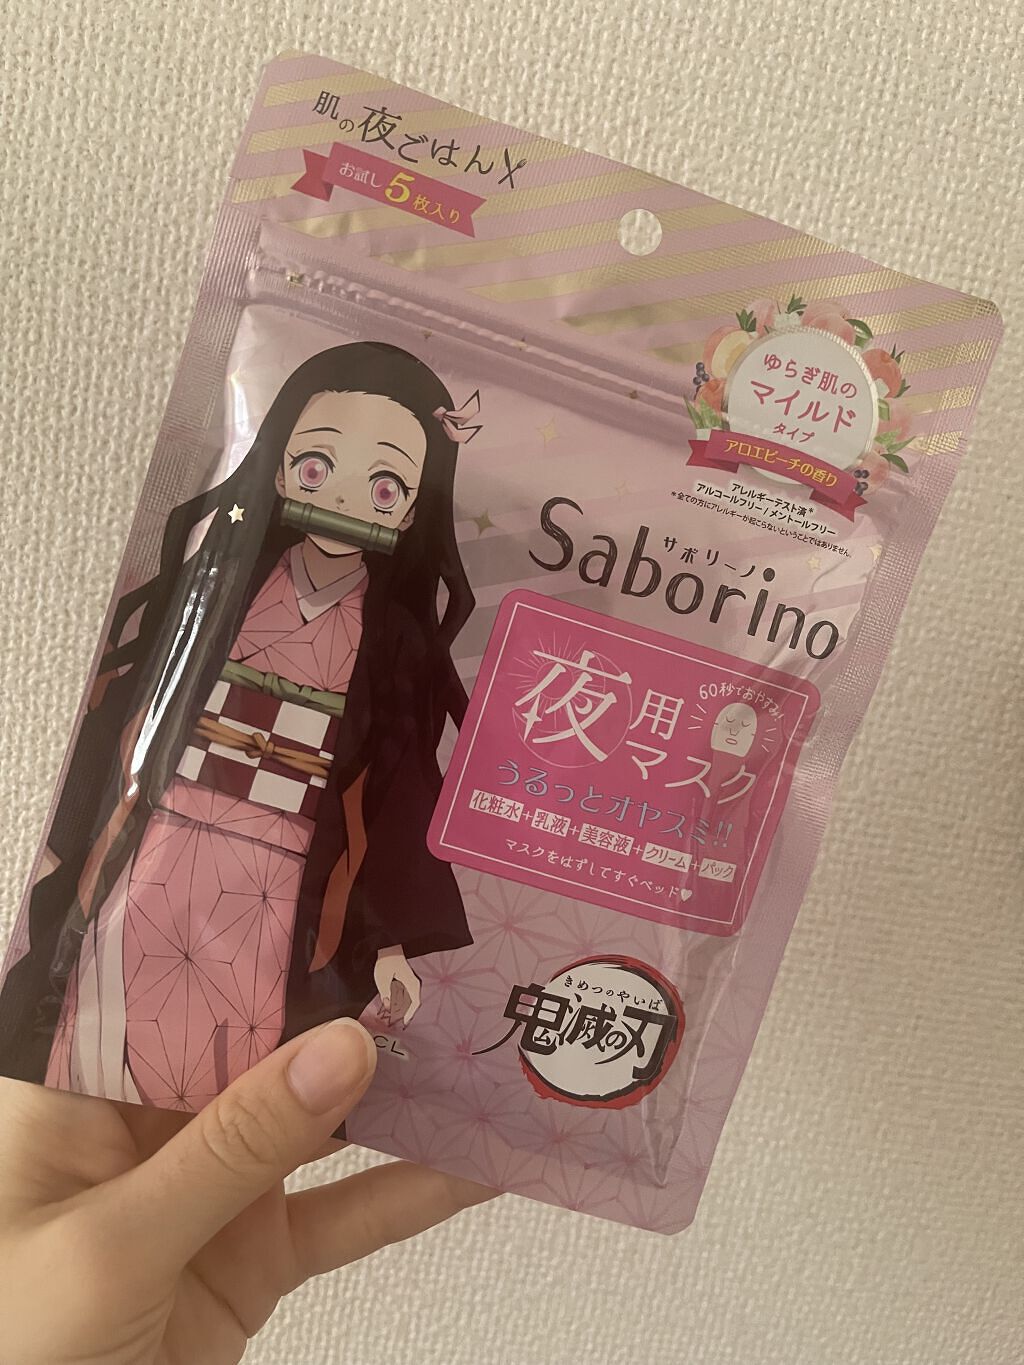 肌の夜ごはん
お試し5枚入り
ゆらぎ肌の
マイルド
タイプ
アロエピーチの香り
アレルギーテスト済*
アルコールフリー/メントールフリー
*全ての方にアレルギーが起こらないということではありません。
サボリーノ
Saborino
夜用マスク
60秒でおやすみ!
うるっとオヤスミ!!
化粧水+乳液+美容液+クリーム+パック
マスクをはずしてすぐベッド♥
きめつのやいば
鬼滅の刃
CL